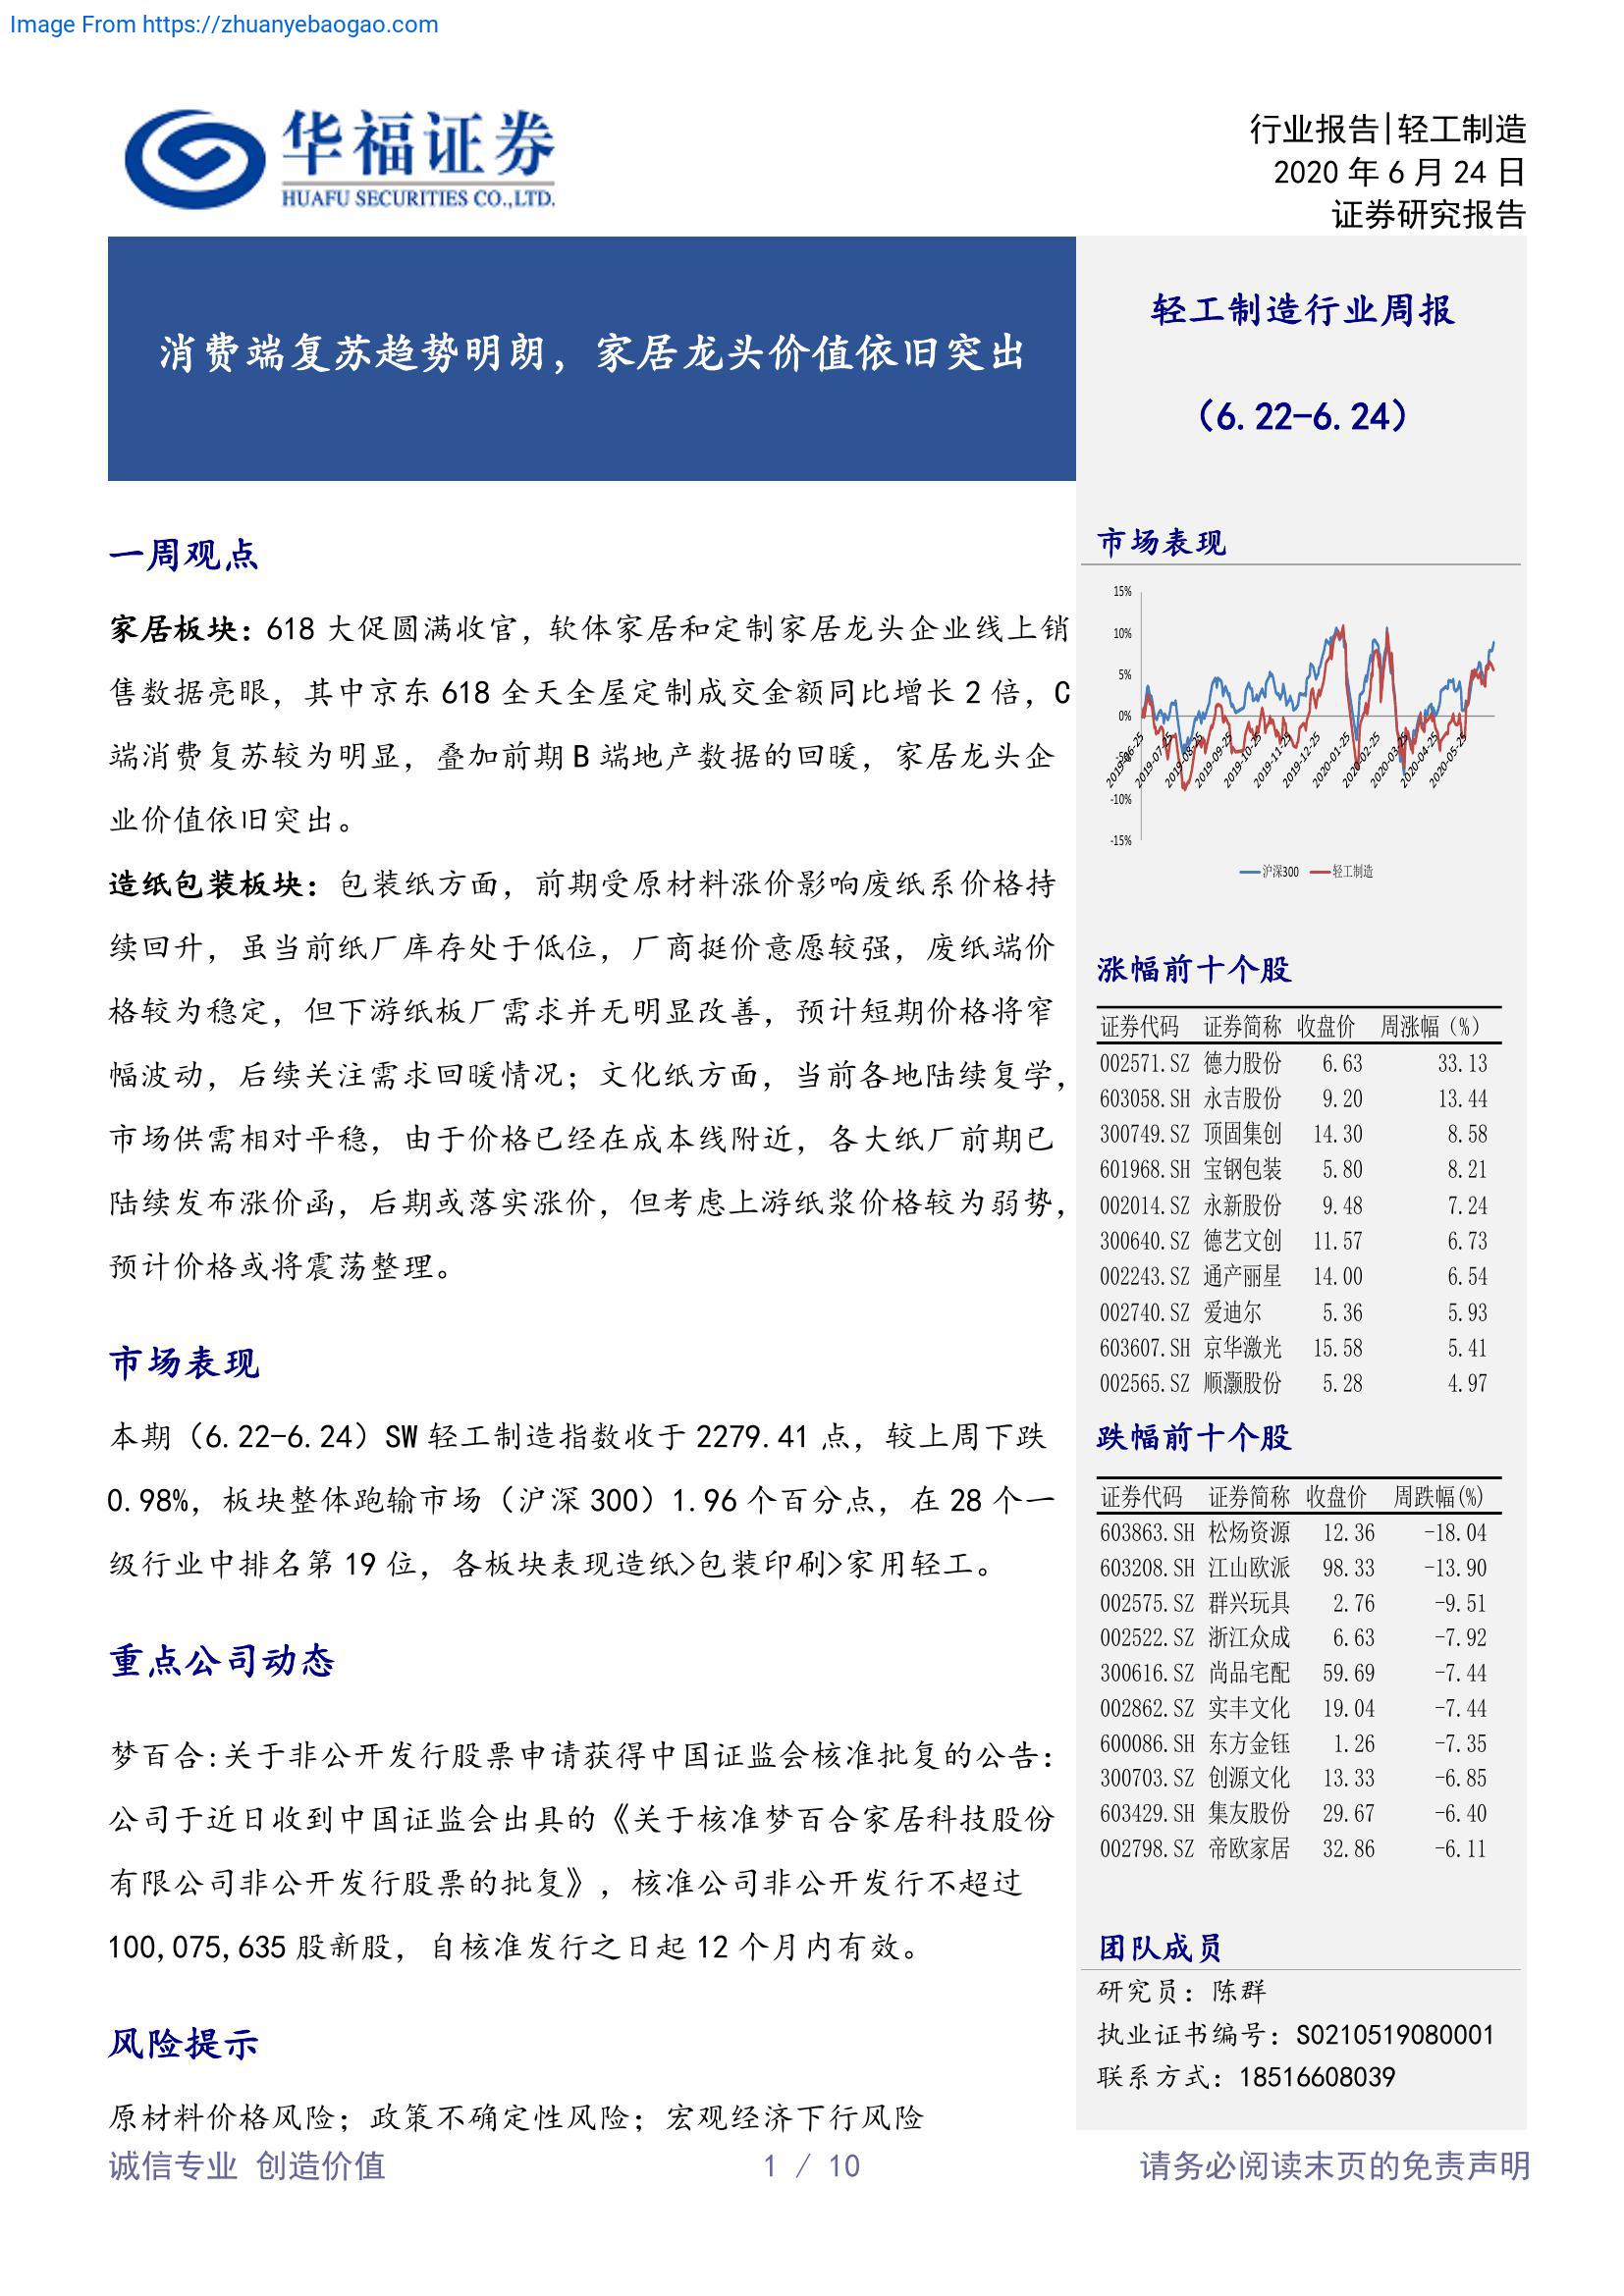 Image From https://zhuanyebaogao.com
华福证券
HUAFU SECURITIES CO.,LTD.
行业报告|轻工制造
2020 年 6 月 24 日
证券研究报告
消费端复苏趋势明朗，家居龙头价值依旧突出
轻工制造行业周报
（6.22-6.24）
一周观点
家居板块：618 大促圆满收官，软体家居和定制家居龙头企业线上销
售数据亮眼，其中京东 618 全天全屋定制成交金额同比增长 2 倍，C
端消费复苏较为明显，叠加前期 B 端地产数据的回暖，家居龙头企
业价值依旧突出。
造纸包装板块：包装纸方面，前期受原材料涨价影响废纸系价格持
续回升，虽当前纸厂库存处于低位，厂商挺价意愿较强，废纸端价
格较为稳定，但下游纸板厂需求并无明显改善，预计短期价格将窄
幅波动，后续关注需求回暖情况；文化纸方面，当前各地陆续复学，
市场供需相对平稳，由于价格已经在成本线附近，各大纸厂前期已
陆续发布涨价函，后期或落实涨价，但考虑上游纸浆价格较为弱势，
预计价格或将震荡整理。
市场表现
本期（6.22-6.24）SW 轻工制造指数收于 2279.41 点，较上周下跌
0.98%，板块整体跑输市场（沪深 300）1.96 个百分点，在 28 个一
级行业中排名第 19 位，各板块表现造纸>包装印刷>家用轻工。
重点公司动态
梦百合:关于非公开发行股票申请获得中国证监会核准批复的公告：
公司于近日收到中国证监会出具的《关于核准梦百合家居科技股份
有限公司非公开发行股票的批复》，核准公司非公开发行不超过
100,075,635 股新股，自核准发行之日起 12 个月内有效。
风险提示
原材料价格风险；政策不确定性风险；宏观经济下行风险
市场表现
15%
10%
5%
0%
-5%
-10%
-15%
2019-06-25
2019-07-25
2019-08-25
2019-09-25
2019-10-25
2019-11-25
2019-12-25
2020-01-25
2020-02-25
2020-03-25
2020-04-25
2020-05-25
沪深300 轻工制造
涨幅前十个股
证券代码 证券简称 收盘价 周涨幅（%）
002571.SZ 德力股份 6.63 33.13
603058.SH 永吉股份 9.20 13.44
300749.SZ 顶固集创 14.30 8.58
601968.SH 宝钢包装 5.80 8.21
002014.SZ 永新股份 9.48 7.24
300640.SZ 德艺文创 11.57 6.73
002243.SZ 通产丽星 14.00 6.54
002740.SZ 爱迪尔 5.36 5.93
603607.SH 京华激光 15.58 5.41
002565.SZ 顺灏股份 5.28 4.97
跌幅前十个股
证券代码 证券简称 收盘价 周跌幅(%)
603863.SH 松炀资源 12.36 -18.04
603208.SH 江山欧派 98.33 -13.90
002575.SZ 群兴玩具 2.76 -9.51
002522.SZ 浙江众成 6.63 -7.92
300616.SZ 尚品宅配 59.69 -7.44
002862.SZ 实丰文化 19.04 -7.44
600086.SH 东方金钰 1.26 -7.35
300703.SZ 创源文化 13.33 -6.85
603429.SH 集友股份 29.67 -6.40
002798.SZ 帝欧家居 32.86 -6.11
团队成员
研究员：陈群
执业证书编号：S0210519080001
联系方式：18516608039
诚信专业 创造价值
1 / 10
请务必阅读末页的免责声明